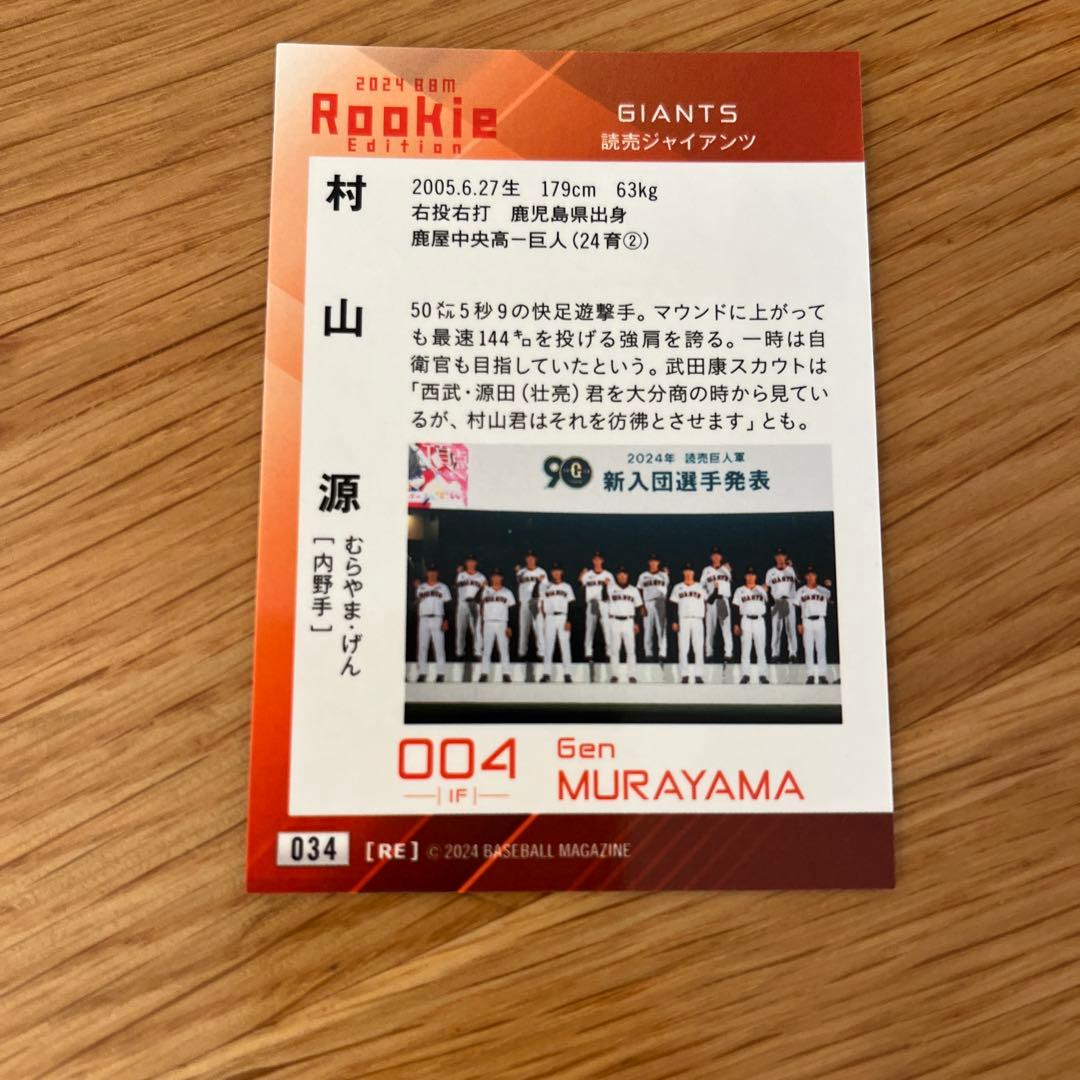 2024 BBM
Rookie
Edition
GIANTS
読売ジャイアンツ
村山源
むらやま・げん
[内野手]
2005.6.27生 179cm 63kg
右投右打 鹿児島県出身
鹿屋中央高ー巨人(24育②)
50㍍5秒9の快足遊撃手。マウンドに上がって
も最速144㌔を投げる強肩を誇る。一時は自
衛官も目指していたという。武田康スカウトは
「西武・源田(壮亮)君を大分商の時から見てい
るが、村山君はそれを彷彿とさせます」とも。
90 G
2024年 読売巨人軍
新入団選手発表
004
IF
Gen
MURAYAMA
034
[RE] © 2024 BASEBALL MAGAZINE